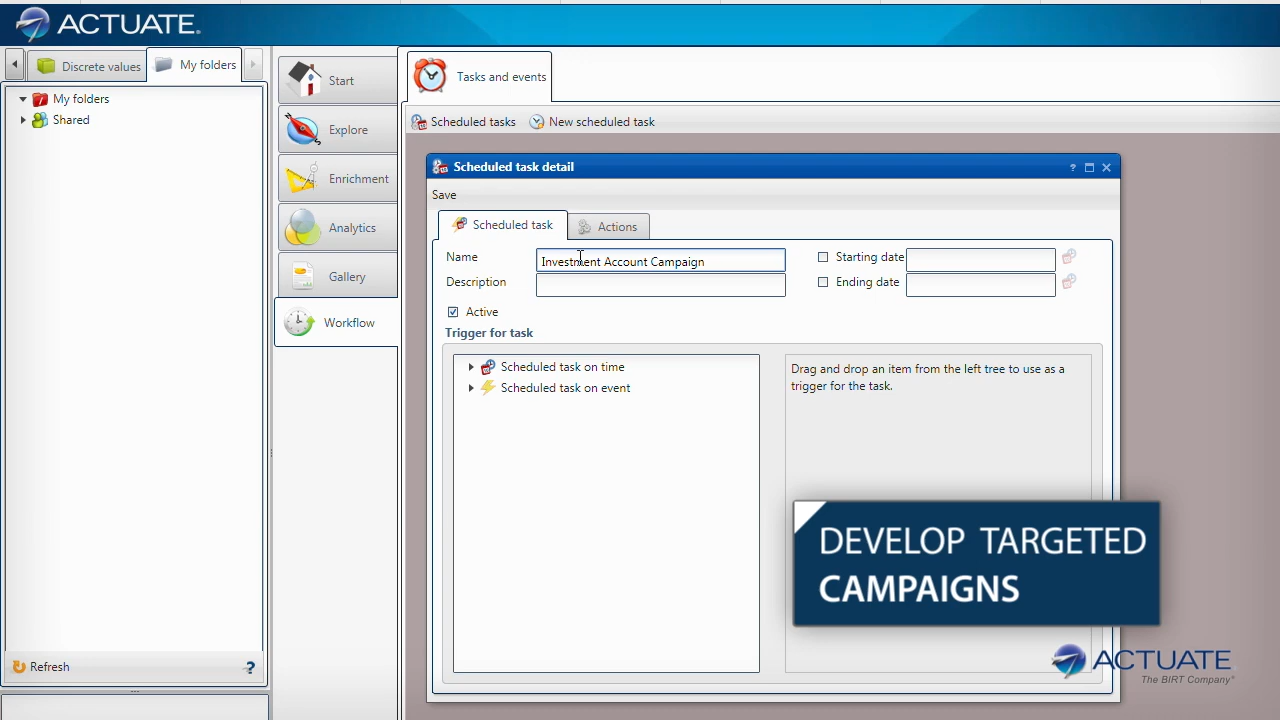 ACTUATE.
Discrete values
My folders
My folders
Shared
Refresh
?
Start
Explore
Enrichment
Analytics
Gallery
Workflow
Tasks and events
Scheduled tasks
New scheduled task
Scheduled task detail
?
Save
Scheduled task
Actions
Name
Investment Account Campaign
Starting date
Description
Ending date
Active
Trigger for task
Scheduled task on time
Scheduled task on event
Drag and drop an item from the left tree to use as a
trigger for the task.
DEVELOP TARGETED
CAMPAIGNS
ACTUATE
The BIRT Company